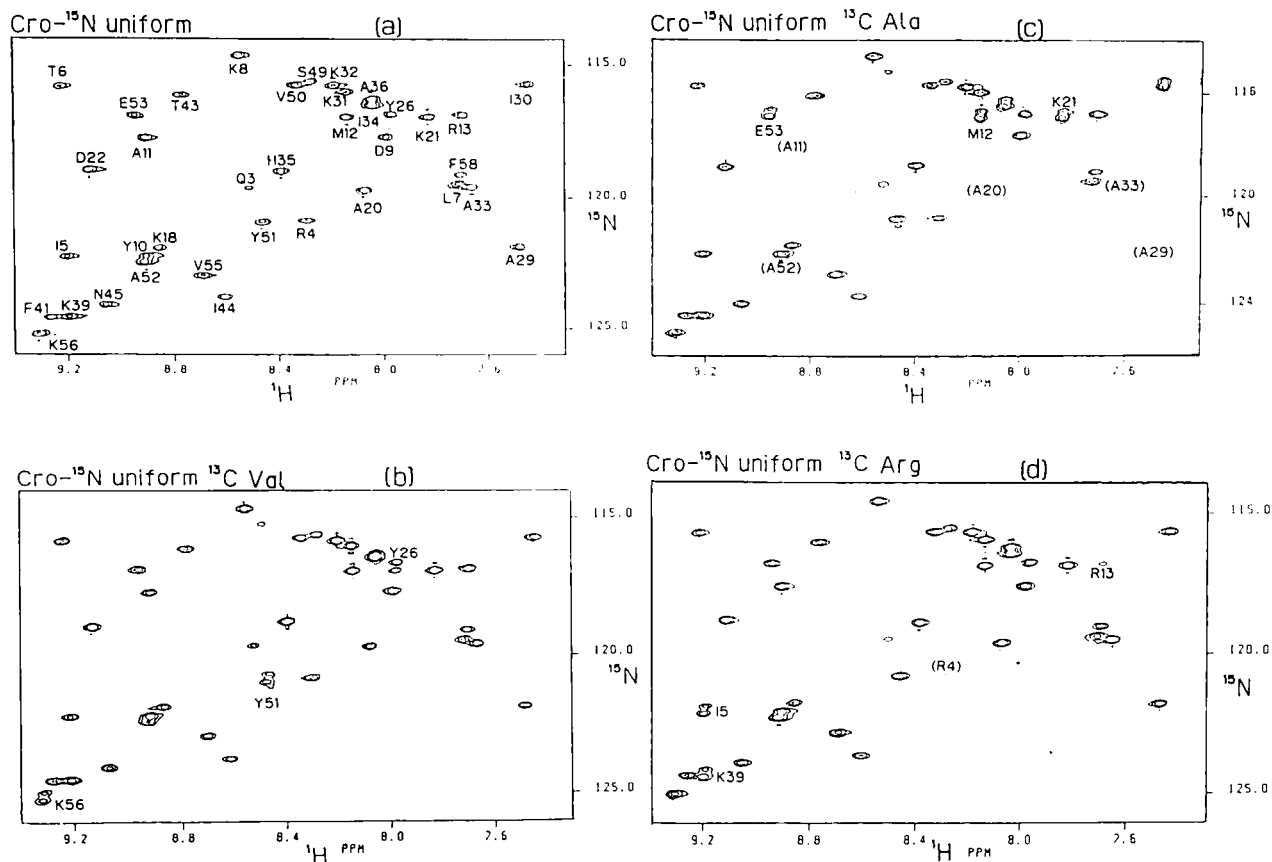 Cro-¹⁵N uniform (a)
T6
K8
S49 K32
V50
K31
A36
Y26
I34
I30
E53
T43
M12
K21
R13
A11
D9
D22
Q3
H35
F58
A20
L7
A33
Y51
R4
I5
Y10
K18
A52
V55
A29
F41
K39
N45
I44
K56
115.0
120.0
¹⁵N
125.0
9.2 8.8 8.4 8.0 7.6
¹H PPM
Cro-¹⁵N uniform ¹³C Ala (c)
E53
(A11)
M12
K21
(A20)
(A33)
(A52)
(A29)
116
120
¹⁵N
124
9.2 8.8 8.4 8.0 7.6
¹H PPM
Cro-¹⁵N uniform ¹³C Val (b)
Y26
Y51
K56
115.0
120.0
¹⁵N
125.0
9.2 8.8 8.4 8.0 7.6
¹H PPM
Cro-¹⁵N uniform ¹³C Arg (d)
R13
(R4)
I5
K39
115.0
120.0
¹⁵N
125.0
9.2 8.8 8.4 8.0 7.6
¹H PPM